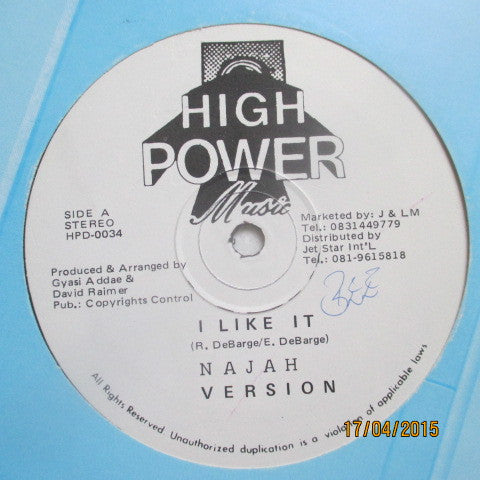 HIGH
POWER
Music
SIDE A
STEREO
HPD-0034
Marketed by: J & LM
Tel.: 0831449779
Distributed by
Jet Star Int'L
Tel.: 081-9615818
Produced & Arranged by
Gyasi Addae &
David Raimer
Pub.: Copyrights Control
I LIKE IT
(R. DeBarge/E. DeBarge)
NAJAH
VERSION
All Rights Reserved. Unauthorized duplication is a violation of applicable laws
17/04/2015